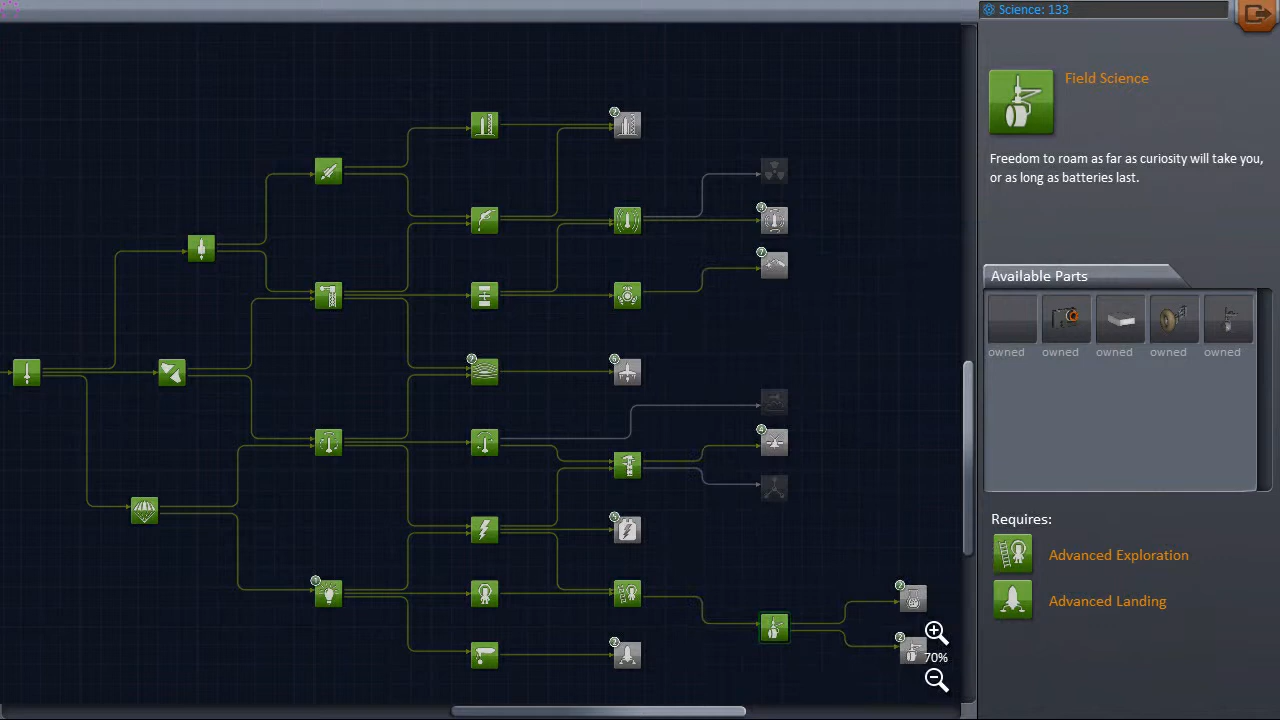 Science: 133
Field Science
Freedom to roam as far as curiosity will take you,
or as long as batteries last.
Available Parts
owned owned owned owned owned
Requires:
Advanced Exploration
Advanced Landing
70%